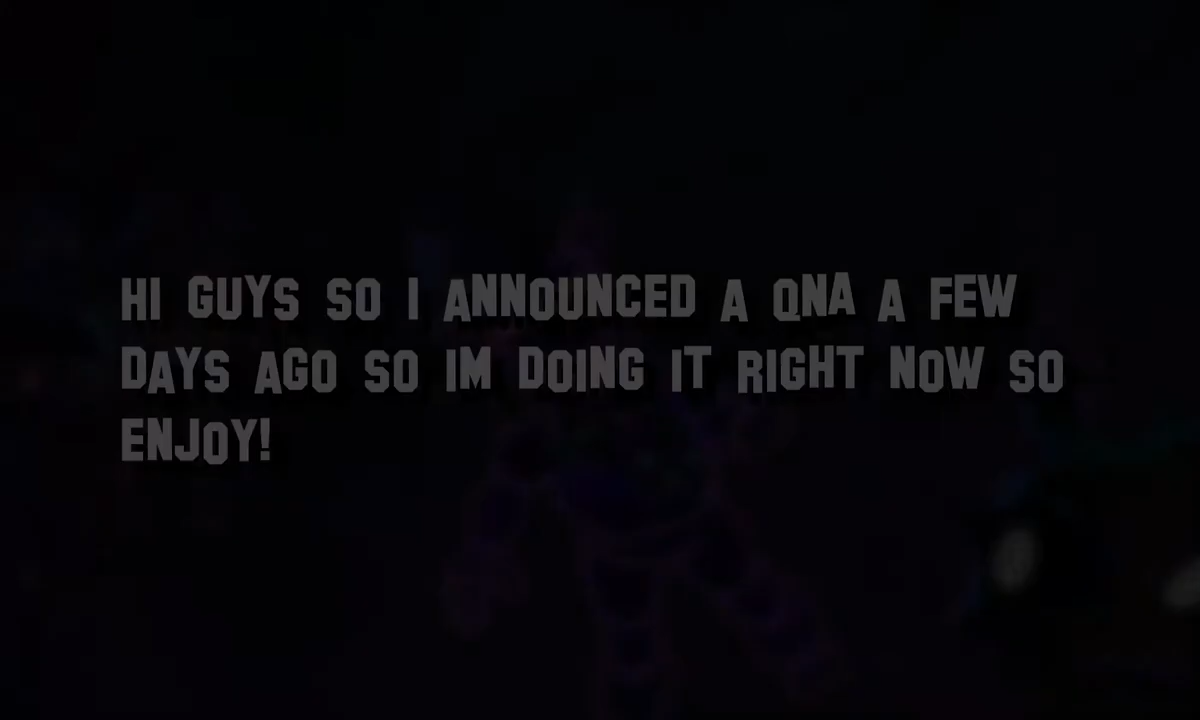 HI GUYS SO I ANNOUNCED A QNA A FEW
DAYS AGO SO IM DOING IT RIGHT NOW SO
ENJOY!